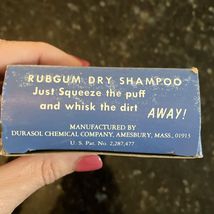 RUBGUM DRY SHAMPOO
Just Squeeze the puff
and whisk the dirt AWAY!
MANUFACTURED BY
DURASOL CHEMICAL COMPANY, AMESBURY, MASS, 01913
U. S. Pat. No. 2,287,477